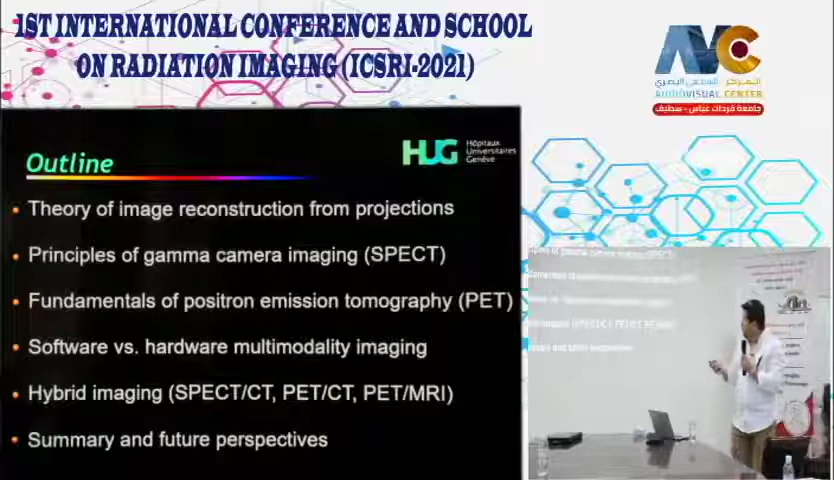 1ST INTERNATIONAL CONFERENCE AND SCHOOL
ON RADIATION IMAGING (ICSRI-2021)
AVC
المركز السمعي البصري
AUDIOVISUAL CENTER
جامعة فرحات عباس - سطيف
Outline
HUG Hôpitaux
Universitaires
Genève
• Theory of image reconstruction from projections
• Principles of gamma camera imaging (SPECT)
• Fundamentals of positron emission tomography (PET)
• Software vs. hardware multimodality imaging
• Hybrid imaging (SPECT/CT, PET/CT, PET/MRI)
• Summary and future perspectives